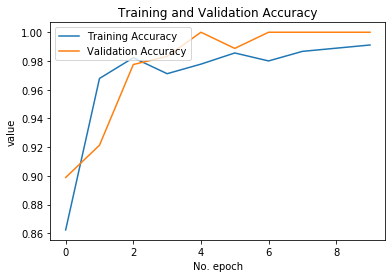 Training and Validation Accuracy
Training Accuracy
Validation Accuracy
value
1.00
0.98
0.96
0.94
0.92
0.90
0.88
0.86
0
2
4
6
8
No. epoch